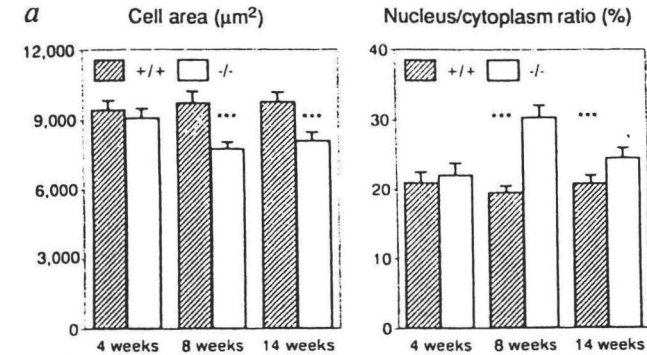 a
Cell area (μm²)
Nucleus/cytoplasm ratio (%)
12,000
9,000
6,000
3,000
0
+/+ -/-
*** ***
4 weeks 8 weeks 14 weeks
40
30
20
10
0
+/+ -/-
*** ***
4 weeks 8 weeks 14 weeks